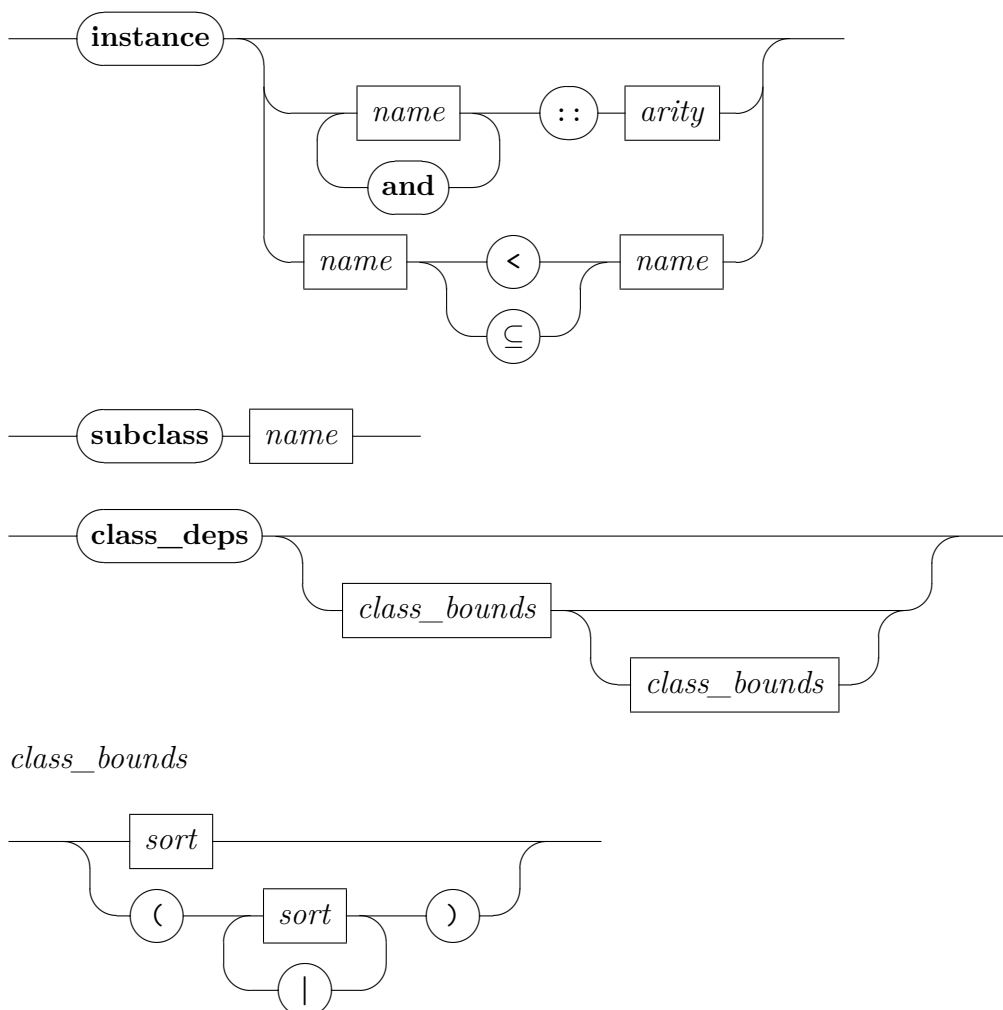 instance
name :: arity
and
name < name
⊆
subclass name
class_deps
class_bounds
class_bounds
class_bounds
sort
( sort )
|